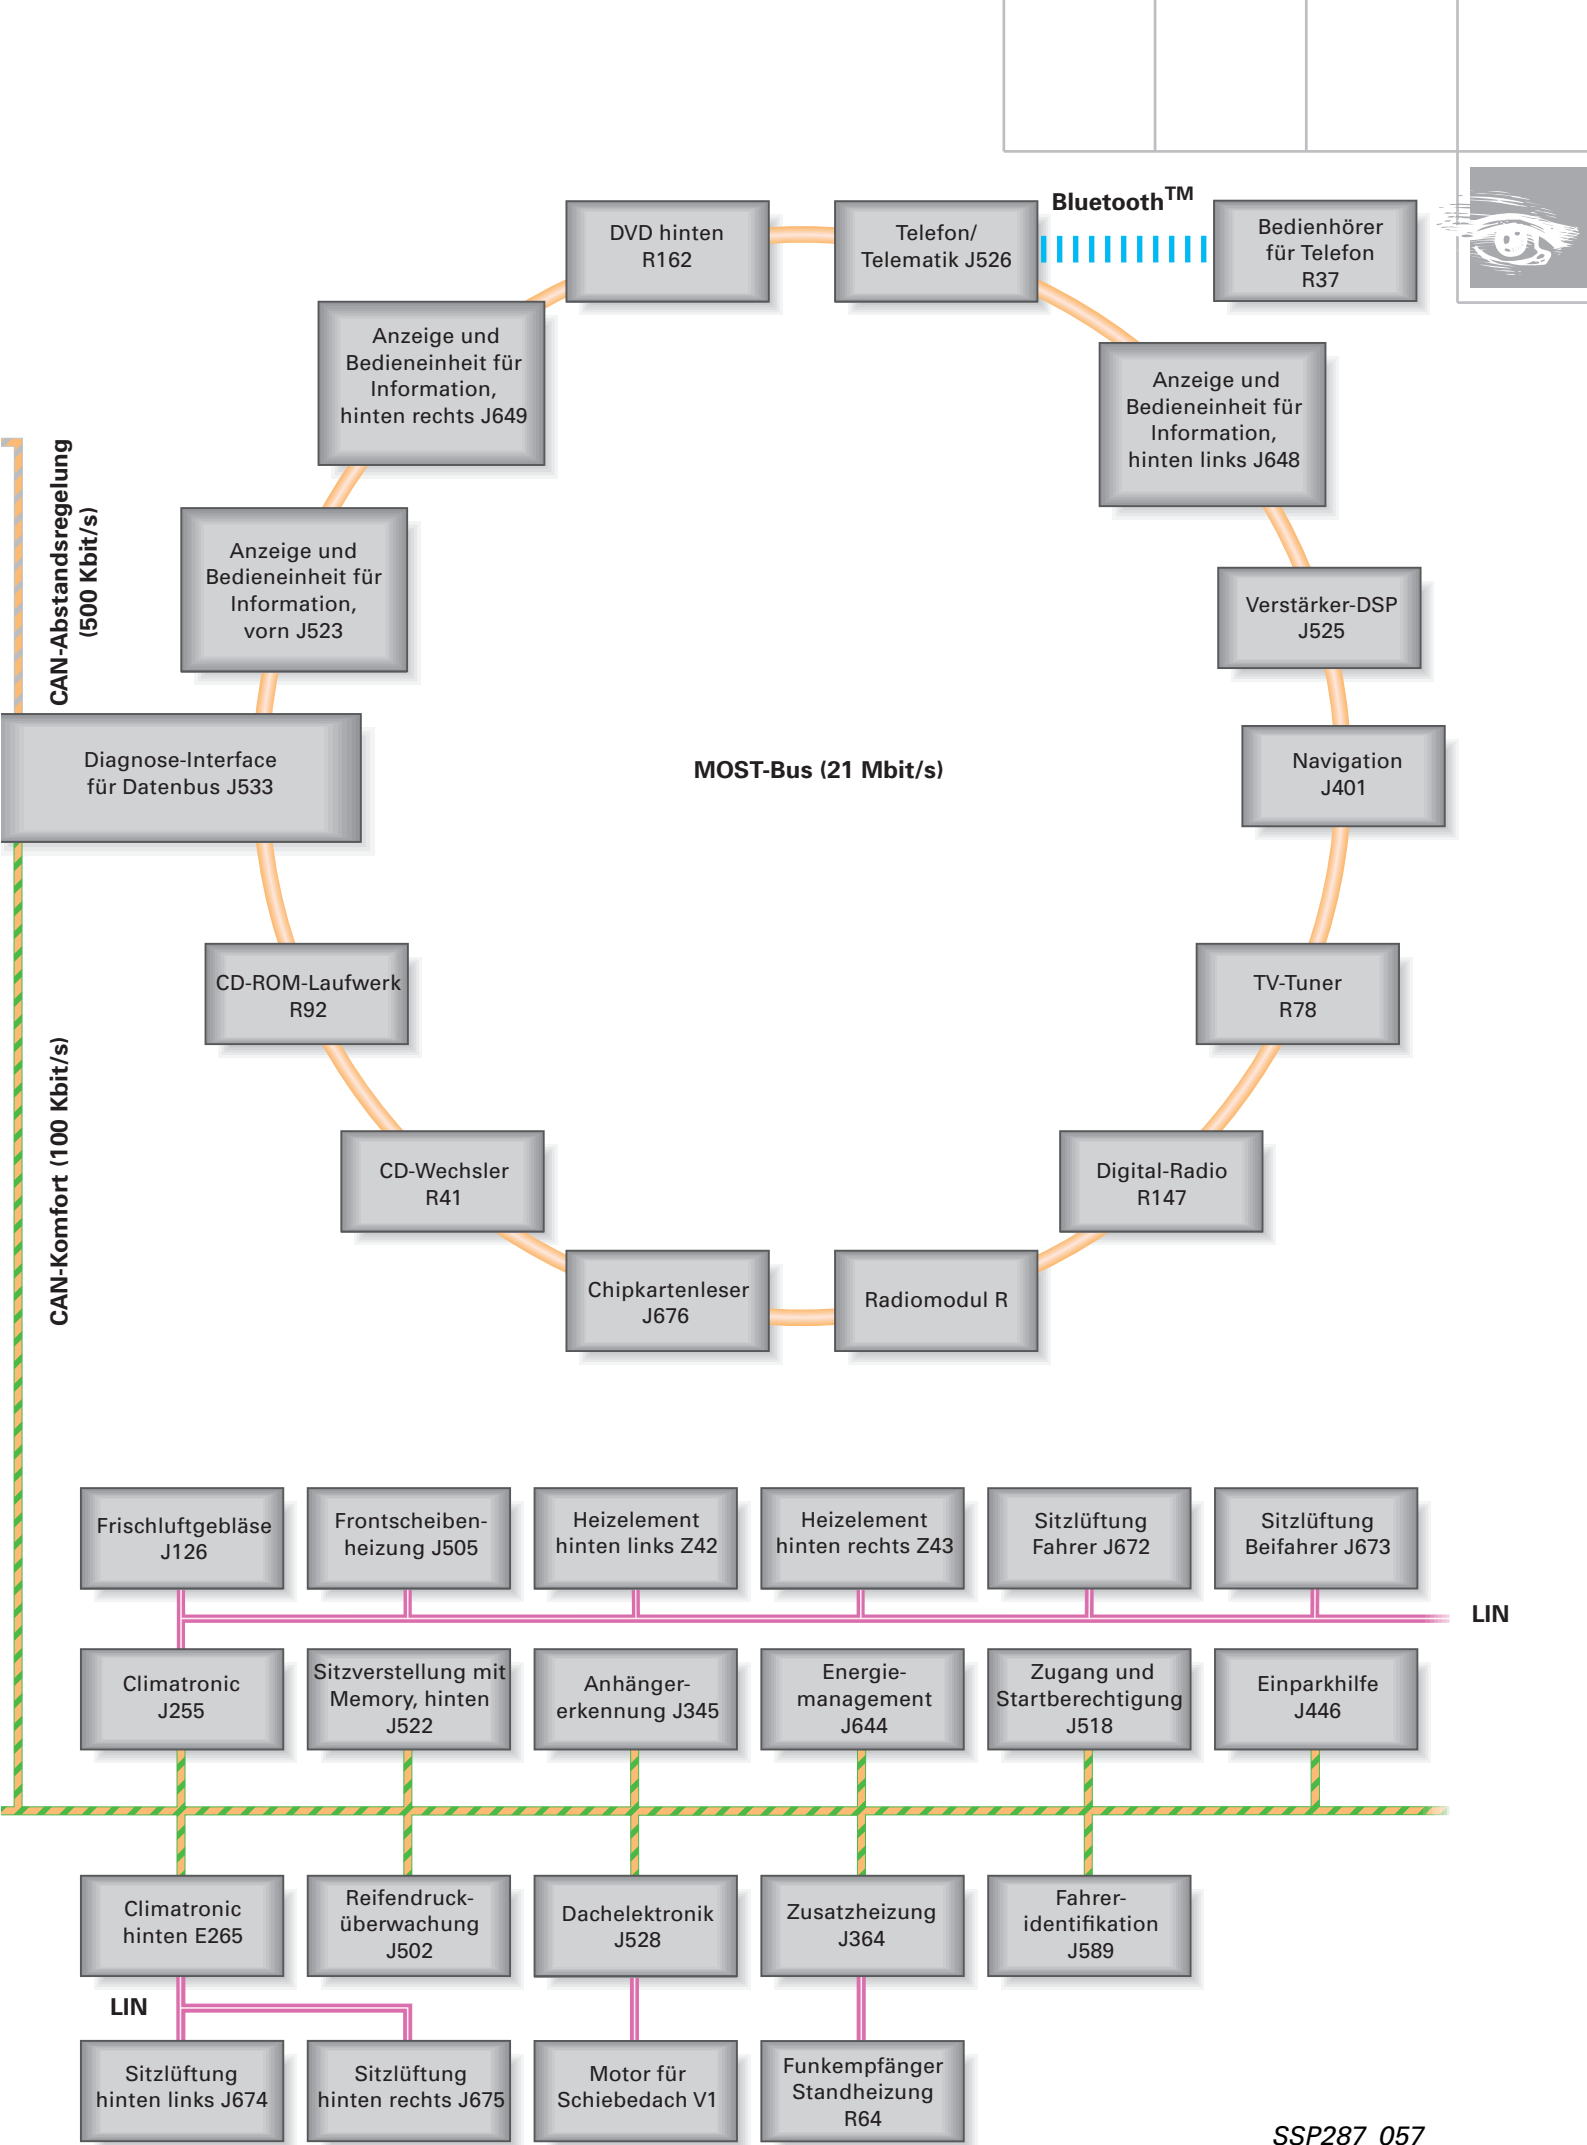 Bluetooth™
DVD hinten
R162
Telefon/
Telematik J526
Bedienhörer
für Telefon
R37
Anzeige und
Bedieneinheit für
Information,
hinten rechts J649
Anzeige und
Bedieneinheit für
Information,
hinten links J648
CAN-Abstandsregelung
(500 Kbit/s)
Anzeige und
Bedieneinheit für
Information,
vorn J523
Verstärker-DSP
J525
Diagnose-Interface
für Datenbus J533
MOST-Bus (21 Mbit/s)
Navigation
J401
CD-ROM-Laufwerk
R92
TV-Tuner
R78
CAN-Komfort (100 Kbit/s)
CD-Wechsler
R41
Digital-Radio
R147
Chipkartenleser
J676
Radiomodul R
Frischluftgebläse
J126
Frontscheiben-
heizung J505
Heizelement
hinten links Z42
Heizelement
hinten rechts Z43
Sitzlüftung
Fahrer J672
Sitzlüftung
Beifahrer J673
LIN
Climatronic
J255
Sitzverstellung mit
Memory, hinten
J522
Anhänger-
erkennung J345
Energie-
management
J644
Zugang und
Startberechtigung
J518
Einparkhilfe
J446
Climatronic
hinten E265
Reifendruck-
überwachung
J502
Dachelektronik
J528
Zusatzheizung
J364
Fahrer-
identifikation
J589
LIN
Sitzlüftung
hinten links J674
Sitzlüftung
hinten rechts J675
Motor für
Schiebedach V1
Funkempfänger
Standheizung
R64
SSP287_057